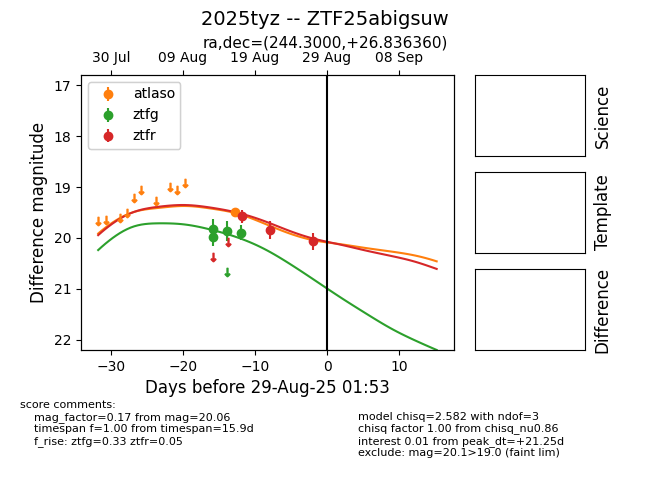 2025tyz -- ZTF25abigsuw
ra,dec=(244.3000,+26.836360)
30 Jul 09 Aug 19 Aug 29 Aug 08 Sep
17
18
19
20
21
22
Difference magnitude
atlaso
ztfg
ztfr
−30 −20 −10 0 10
Days before 29-Aug-25 01:53
Science
Template
Difference
score comments:
mag_factor=0.17 from mag=20.06
timespan f=1.00 from timespan=15.9d
f_rise: ztfg=0.33 ztfr=0.05
model chisq=2.582 with ndof=3
chisq factor 1.00 from chisq_nu0.86
interest 0.01 from peak_dt=+21.25d
exclude: mag=20.1>19.0 (faint lim)